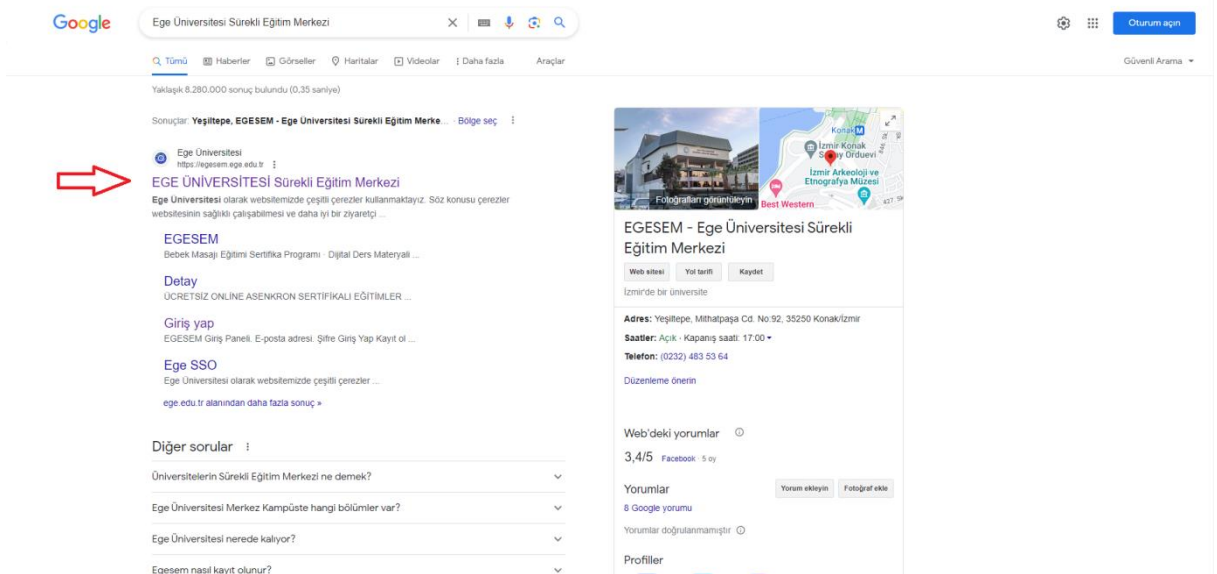 Google
Ege Üniversitesi Sürekli Eğitim Merkezi
Oturum açın
Tümü Haberler Görseller Haritalar Videolar Daha fazla Araçlar
Güvenli Arama
Yaklaşık 8.280.000 sonuç bulundu (0,35 saniye)
Sonuçlar: Yeşiltepe, EGESEM - Ege Üniversitesi Sürekli Eğitim Merke... · Bölge seç
Ege Üniversitesi
https://egesem.ege.edu.tr
EGE ÜNİVERSİTESİ Sürekli Eğitim Merkezi
Ege Üniversitesi olarak websitemizde çeşitli çerezler kullanmaktayız. Söz konusu çerezler
websitesinin sağlıklı çalışabilmesi ve daha iyi bir ziyaretçi ...
EGESEM
Bebek Masajı Eğitimi Sertifika Programı · Dijital Ders Materyali ...
Detay
ÜCRETSİZ ONLİNE ASENKRON SERTİFİKALI EĞİTİMLER ...
Giriş yap
EGESEM Giriş Paneli. E-posta adresi. Şifre Giriş Yap Kayıt ol ...
Ege SSO
Ege Üniversitesi olarak websitemizde çeşitli çerezler ...
ege.edu.tr alanından daha fazla sonuç »
Diğer sorular
Üniversitelerin Sürekli Eğitim Merkezi ne demek?
Ege Üniversitesi Merkez Kampüste hangi bölümler var?
Ege Üniversitesi nerede kalıyor?
Egesem nasıl kayıt olunur?
Fotoğrafları görüntüleyin
Konak
İzmir Konak
Orduevi
İzmir Arkeoloji ve
Etnografya Müzesi
Best Western
EGESEM - Ege Üniversitesi Sürekli
Eğitim Merkezi
Web sitesi Yol tarifi Kaydet
İzmir'de bir üniversite
Adres: Yeşiltepe, Mithatpaşa Cd. No:92, 35250 Konak/İzmir
Saatler: Açık · Kapanış saati: 17:00
Telefon: (0232) 483 53 64
Düzenleme önerin
Web'deki yorumlar
3,4/5 Facebook · 5 oy
Yorumlar Yorum ekleyin Fotoğraf ekle
8 Google yorumu
Yorumlar doğrulanmamıştır
Profiller